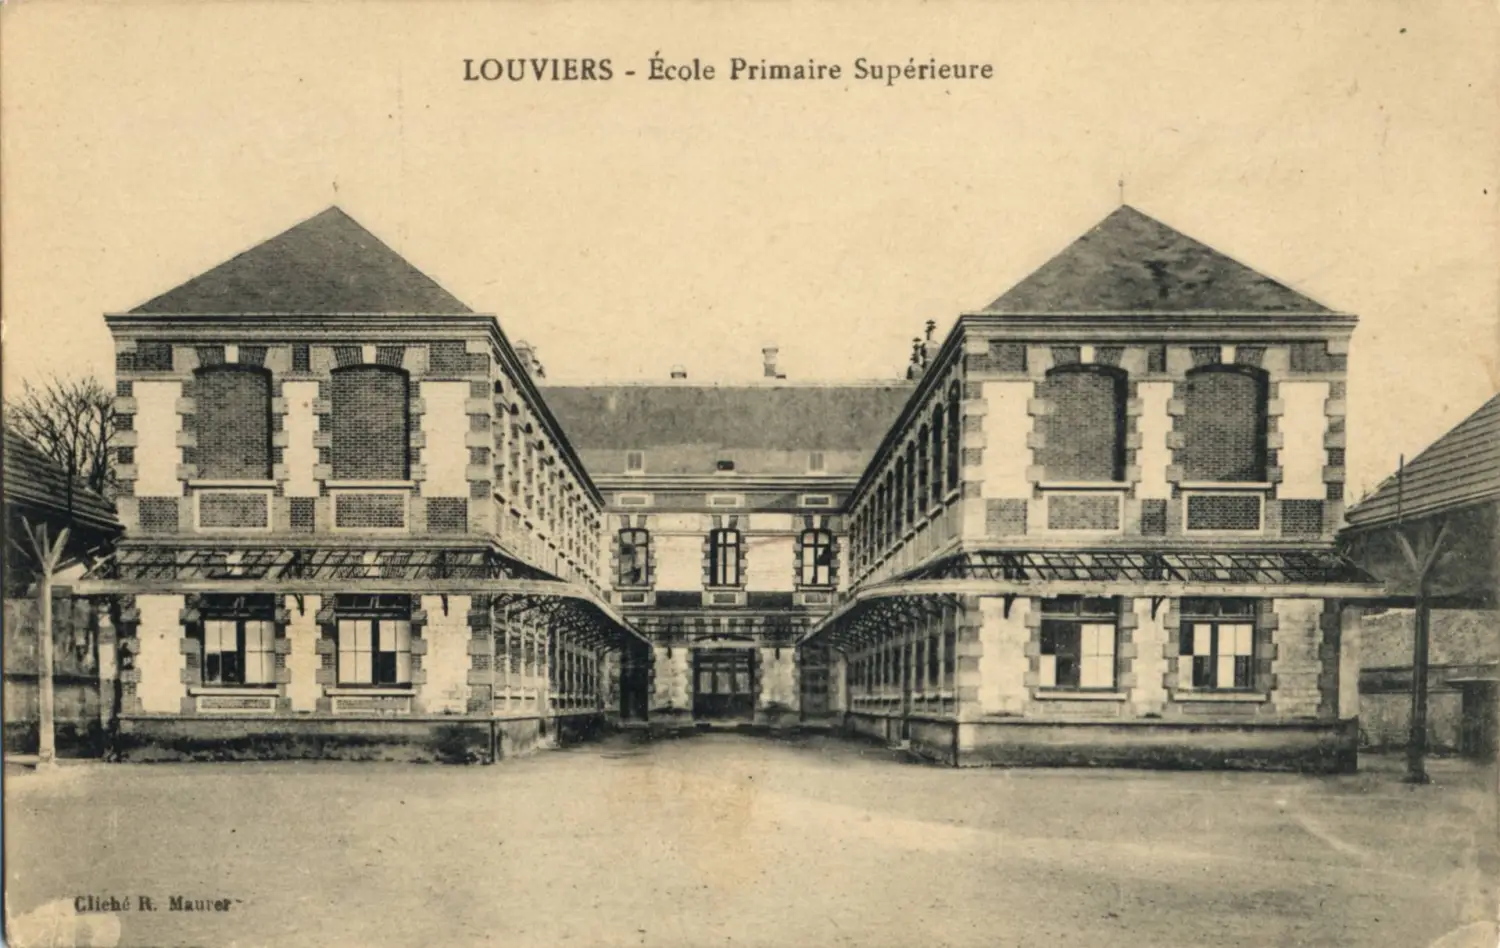 LOUVIERS - École Primaire Supérieure
Cliché R. Maurer